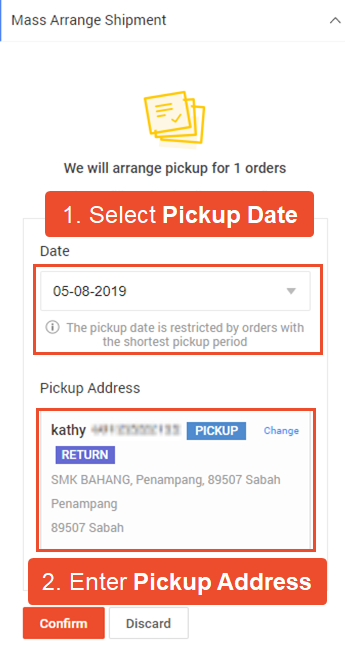 Mass Arrange Shipment
We will arrange pickup for 1 orders
1. Select Pickup Date
Date
05-08-2019
The pickup date is restricted by orders with
the shortest pickup period
Pickup Address
kathy PICKUP Change
RETURN
SMK BAHANG, Penampang, 89507 Sabah
Penampang
89507 Sabah
2. Enter Pickup Address
Confirm Discard